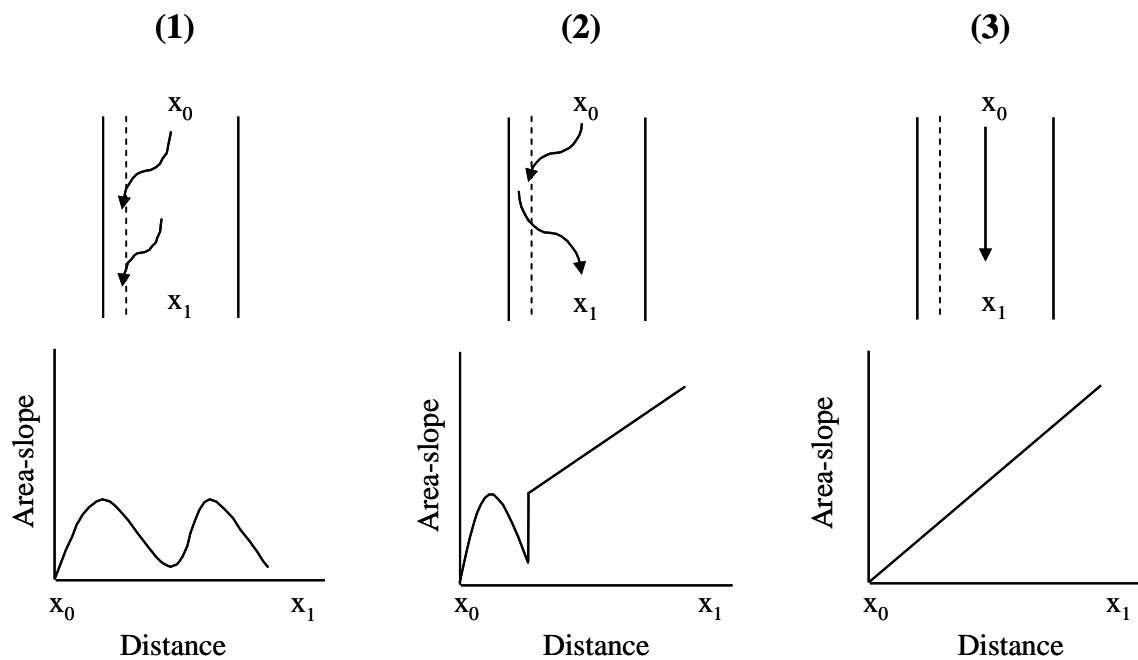 (1)
(2)
(3)
x₀
x₀
x₀
x₁
x₁
x₁
Area-slope
Area-slope
Area-slope
x₀
x₁
x₀
x₁
x₀
x₁
Distance
Distance
Distance